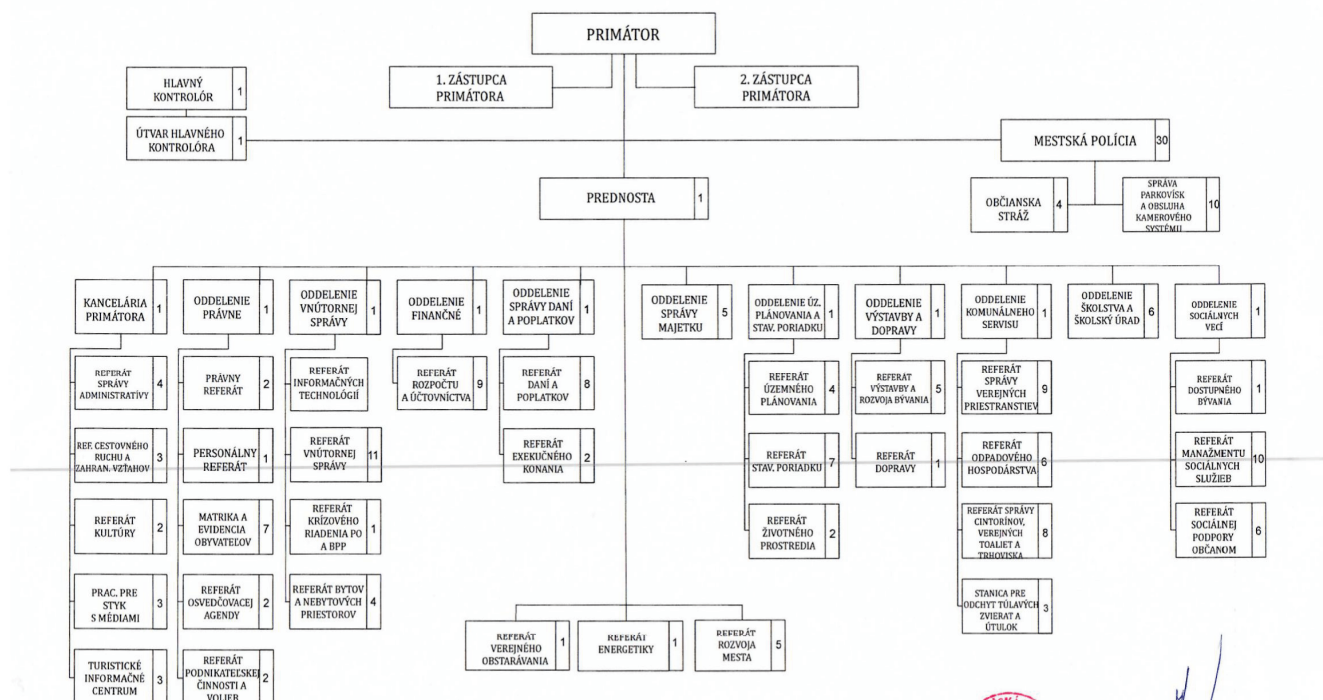 PRIMÁTOR
1. ZÁSTUPCA
PRIMÁTORA
2. ZÁSTUPCA
PRIMÁTORA
HLAVNÝ
KONTROLÓR
1
ÚTVAR HLAVNÉHO
KONTROLÓRA
1
MESTSKÁ POLÍCIA
30
PREDNOSTA
1
OBČIANSKA
STRÁŽ
4
SPRÁVA
PARKOVÍSK
A OBSLUHA
KAMEROVÉHO
SYSTÉMU
10
KANCELÁRIA
PRIMÁTORA
1
ODDELENIE
PRÁVNE
1
ODDELENIE
VNÚTORNEJ
SPRÁVY
1
ODDELENIE
FINANČNÉ
1
ODDELENIE
SPRÁVY DANÍ
A POPLATKOV
1
ODDELENIE
SPRÁVY
MAJETKU
5
ODDELENIE ÚZ.
PLÁNOVANIA A
STAV. PORIADKU
1
ODDELENIE
VÝSTAVBY A
DOPRAVY
1
ODDELENIE
KOMUNÁLNEHO
SERVISU
1
ODDELENIE
ŠKOLSTVA A
ŠKOLSKÝ ÚRAD
6
ODDELENIE
SOCIÁLNYCH
VECÍ
1
REFERÁT
SPRÁVY
ADMINISTRATÍVY
4
PRÁVNY
REFERÁT
2
REFERÁT
INFORMAČNÝCH
TECHNOLÓGIÍ
REFERÁT
ROZPOČTU
A ÚČTOVNÍCTVA
9
REFERÁT
DANÍ A
POPLATKOV
8
REFERÁT
ÚZEMNÉHO
PLÁNOVANIA
4
REFERÁT
VÝSTAVBY A
ROZVOJA BÝVANIA
5
REFERÁT
SPRÁVY
VEREJNÝCH
PRIESTRANSTIEV
9
REFERÁT
DOSTUPNÉHO
BÝVANIA
1
REF. CESTOVNÉHO
RUCHU A
ZAHRAN. VZŤAHOV
3
PERSONÁLNY
REFERÁT
1
REFERÁT
VNÚTORNEJ
SPRÁVY
11
REFERÁT
EXEKUČNÉHO
KONANIA
2
REFERÁT
STAV. PORIADKU
7
REFERÁT
DOPRAVY
1
REFERÁT
ODPADOVÉHO
HOSPODÁRSTVA
6
REFERÁT
MANAŽMENTU
SOCIÁLNYCH
SLUŽIEB
10
REFERÁT
KULTÚRY
2
MATRIKA A
EVIDENCIA
OBYVATEĽOV
7
REFERÁT
KRÍZOVÉHO
RIADENIA PO
A BPP
1
REFERÁT
ŽIVOTNÉHO
PROSTREDIA
2
REFERÁT SPRÁVY
CINTORÍNOV,
VEREJNÝCH
TOALIET A
TRHOVISKA
8
REFERÁT
SOCIÁLNEJ
PODPORY
OBČANOM
6
PRAC. PRE
STYK
S MÉDIAMI
3
REFERÁT
OSVEDČOVACEJ
AGENDY
2
REFERÁT BYTOV
A NEBYTOVÝCH
PRIESTOROV
4
STANICA PRE
ODCHYT TÚLAVÝCH
ZVIERAT A
ÚTULOK
3
REFERÁT
VEREJNÉHO
OBSTARÁVANIA
1
REFERÁT
ENERGETIKY
1
REFERÁT
ROZVOJA
MESTA
5
TURISTICKÉ
INFORMAČNÉ
CENTRUM
3
REFERÁT
PODNIKATEĽSKEJ
ČINNOSTI A
VOLIEB
2